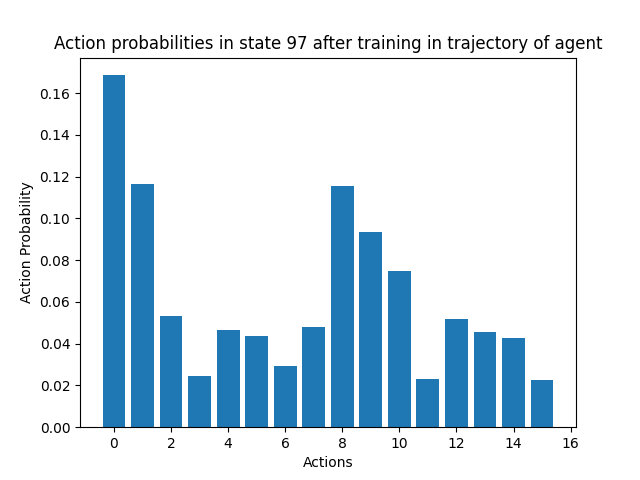 Action probabilities in state 97 after training in trajectory of agent
0.16
0.14
0.12
0.10
0.08
0.06
0.04
0.02
0.00
Action Probability
0 2 4 6 8 10 12 14 16
Actions